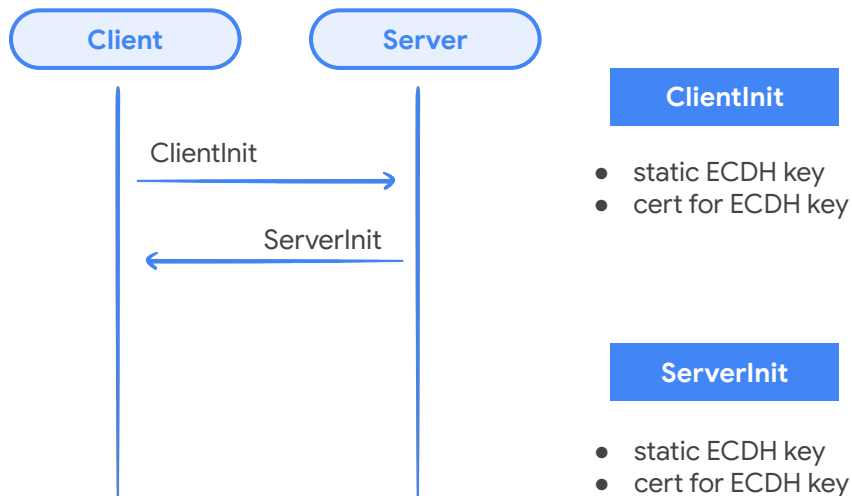 Client
Server
ClientInit
ServerInit
ClientInit
● static ECDH key
● cert for ECDH key
ServerInit
● static ECDH key
● cert for ECDH key